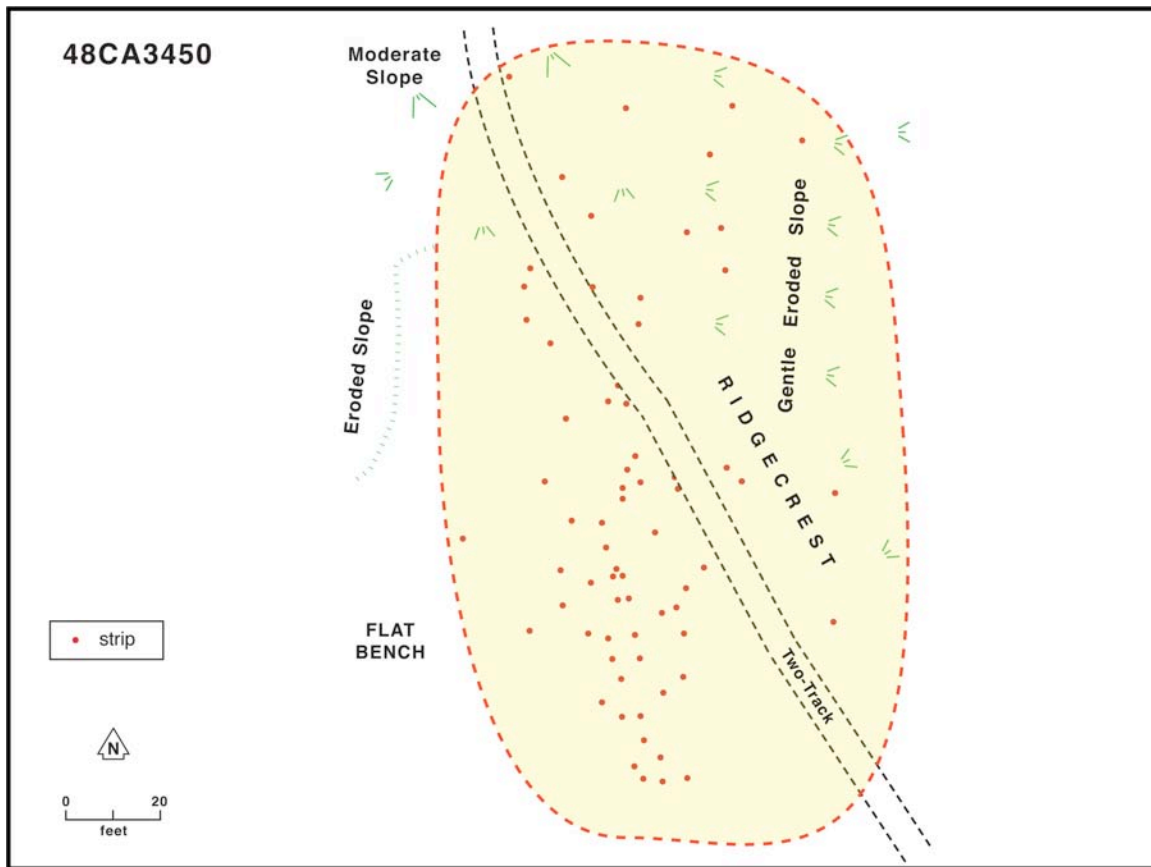 48CA3450
Moderate
Slope
Eroded Slope
Gentle Eroded Slope
RIDGECREST
FLAT
BENCH
Two-Track
strip
N
0 20
feet